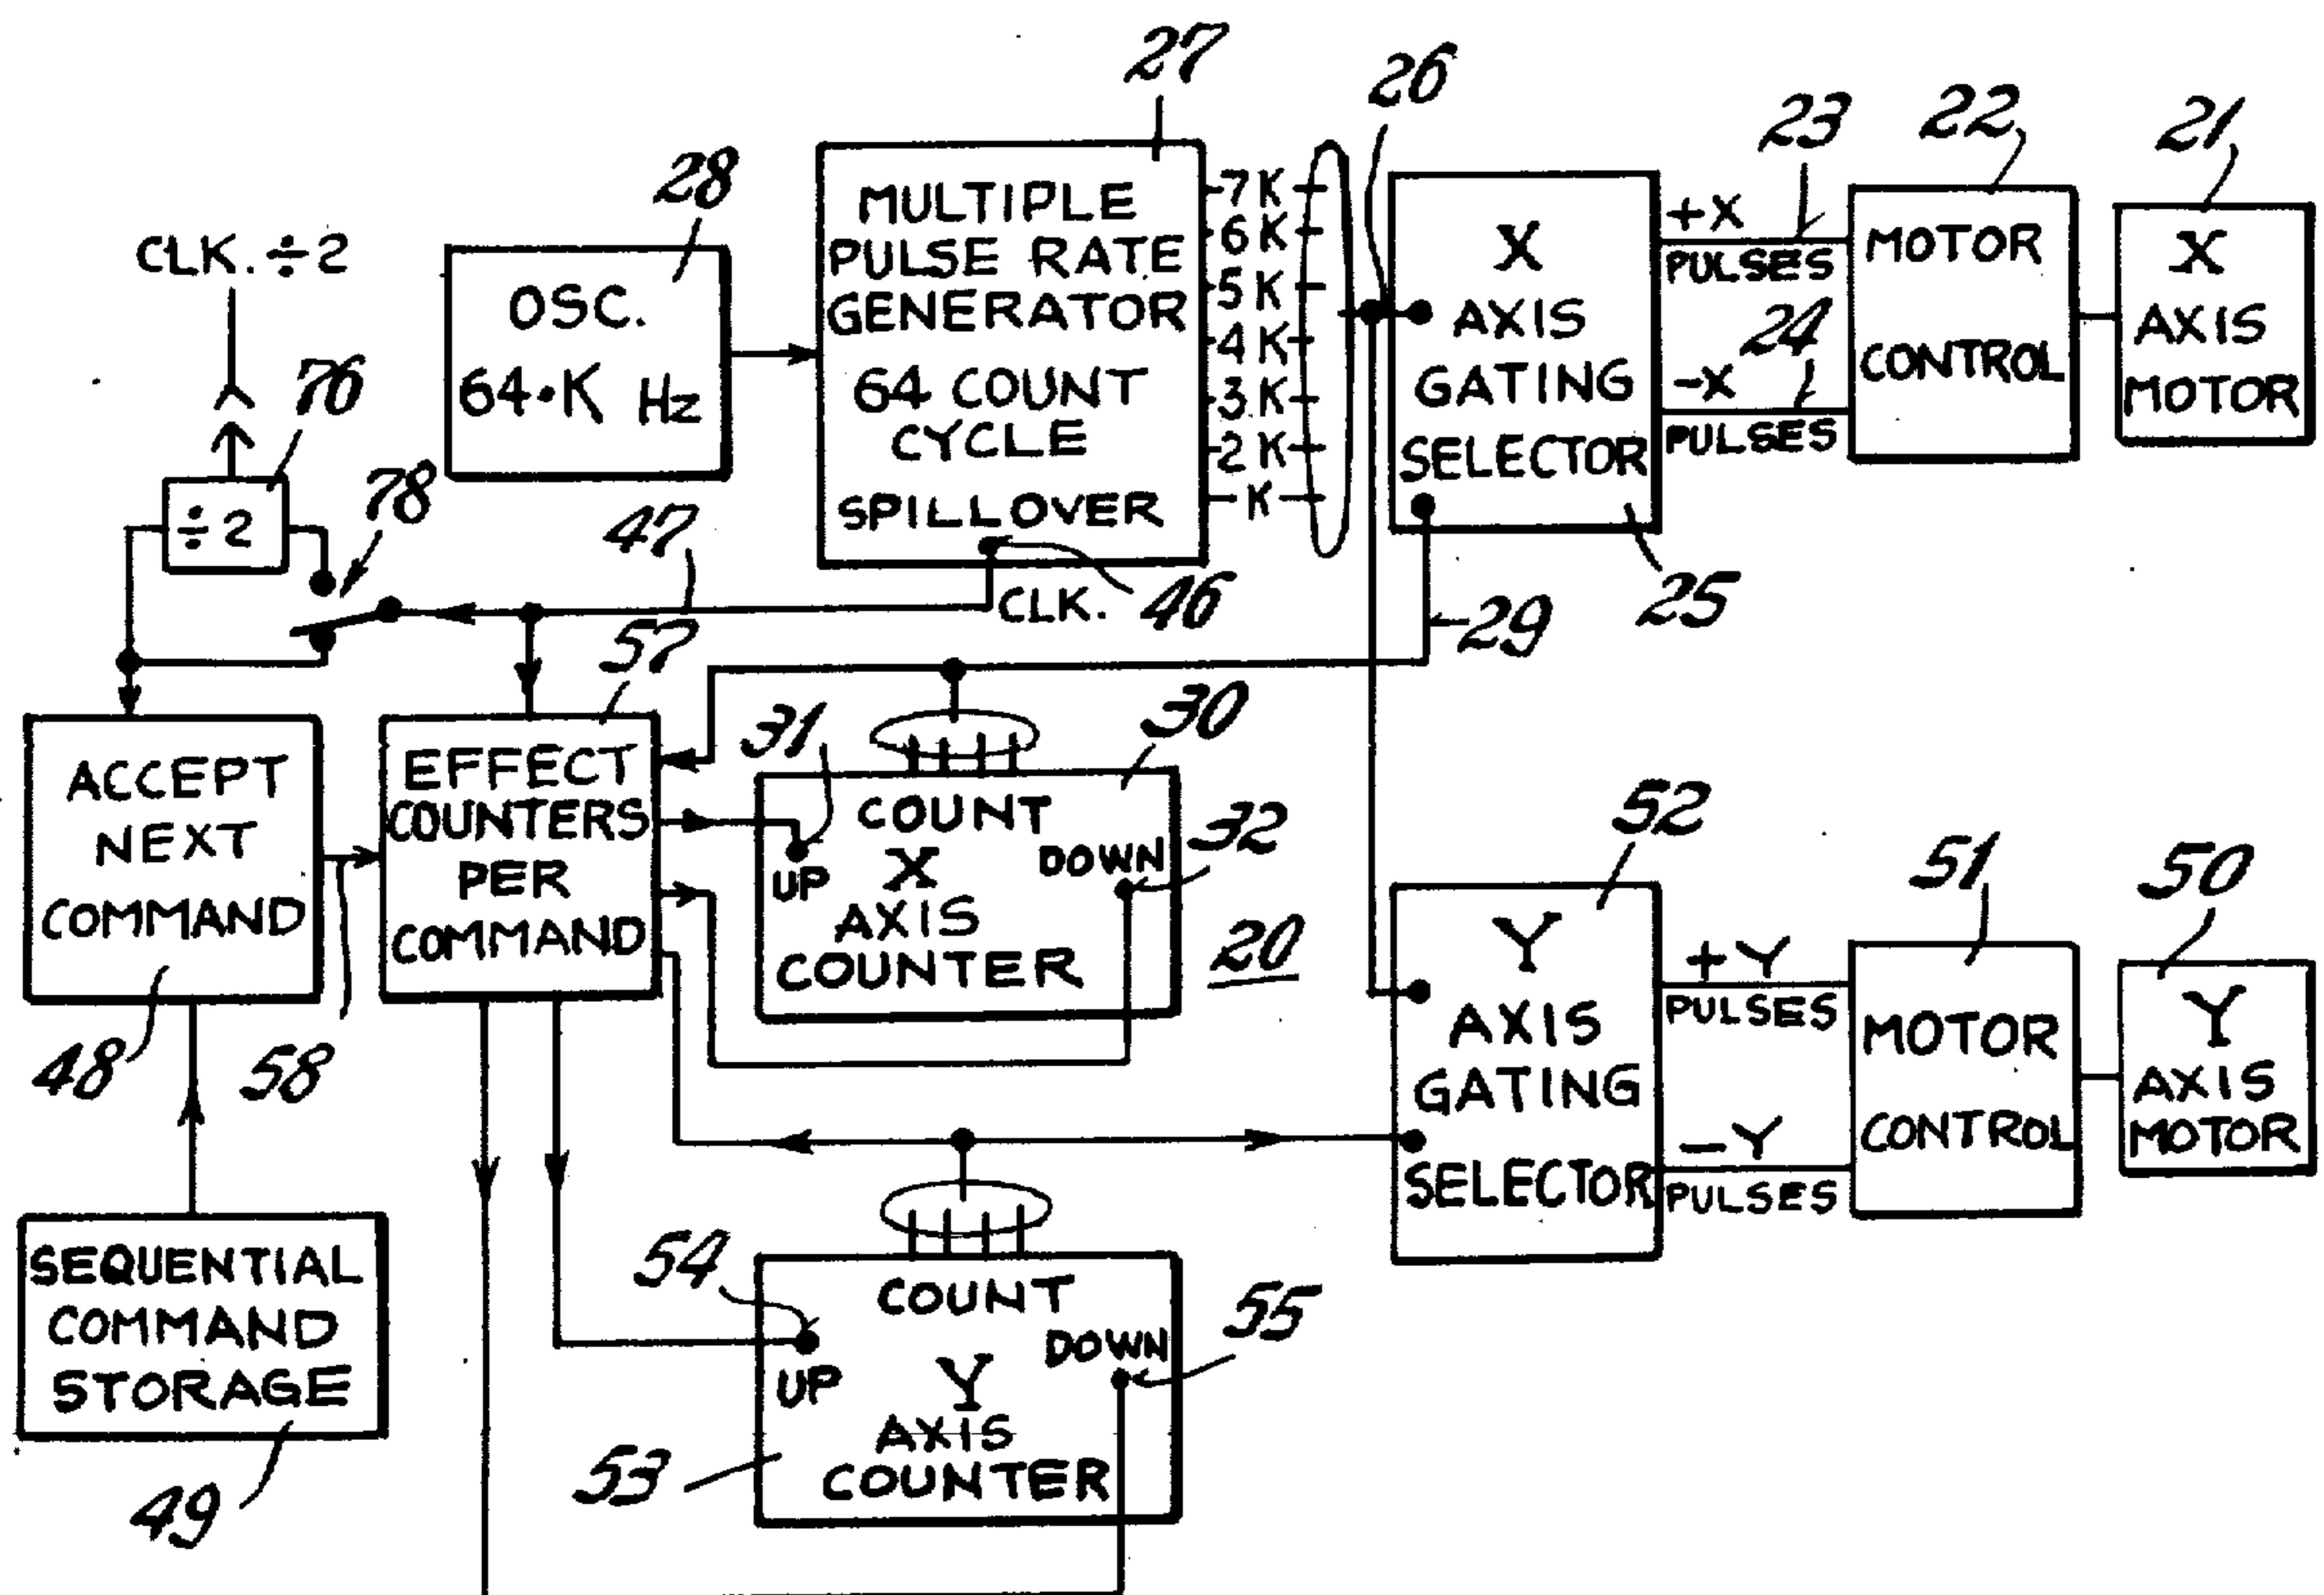 27
26
23
22
21
28
CLK. ÷2
OSC.
64·K Hz
MULTIPLE
PULSE RATE
GENERATOR
64 COUNT
CYCLE
SPILLOVER
7K
6K
5K
4K
3K
2K
K
X
AXIS
GATING
SELECTOR
+X
PULSES
24
-X
PULSES
MOTOR
CONTROL
X
AXIS
MOTOR
76
÷2
78
47
CLK.
46
25
29
57
31
30
32
ACCEPT
NEXT
COMMAND
EFFECT
COUNTERS
PER
COMMAND
COUNT
X
UP
DOWN
AXIS
COUNTER
20
52
51
50
48
58
Y
AXIS
GATING
SELECTOR
+Y
PULSES
-Y
PULSES
MOTOR
CONTROL
Y
AXIS
MOTOR
SEQUENTIAL
COMMAND
STORAGE
49
54
55
COUNT
DOWN
UP
Y
AXIS
COUNTER
53